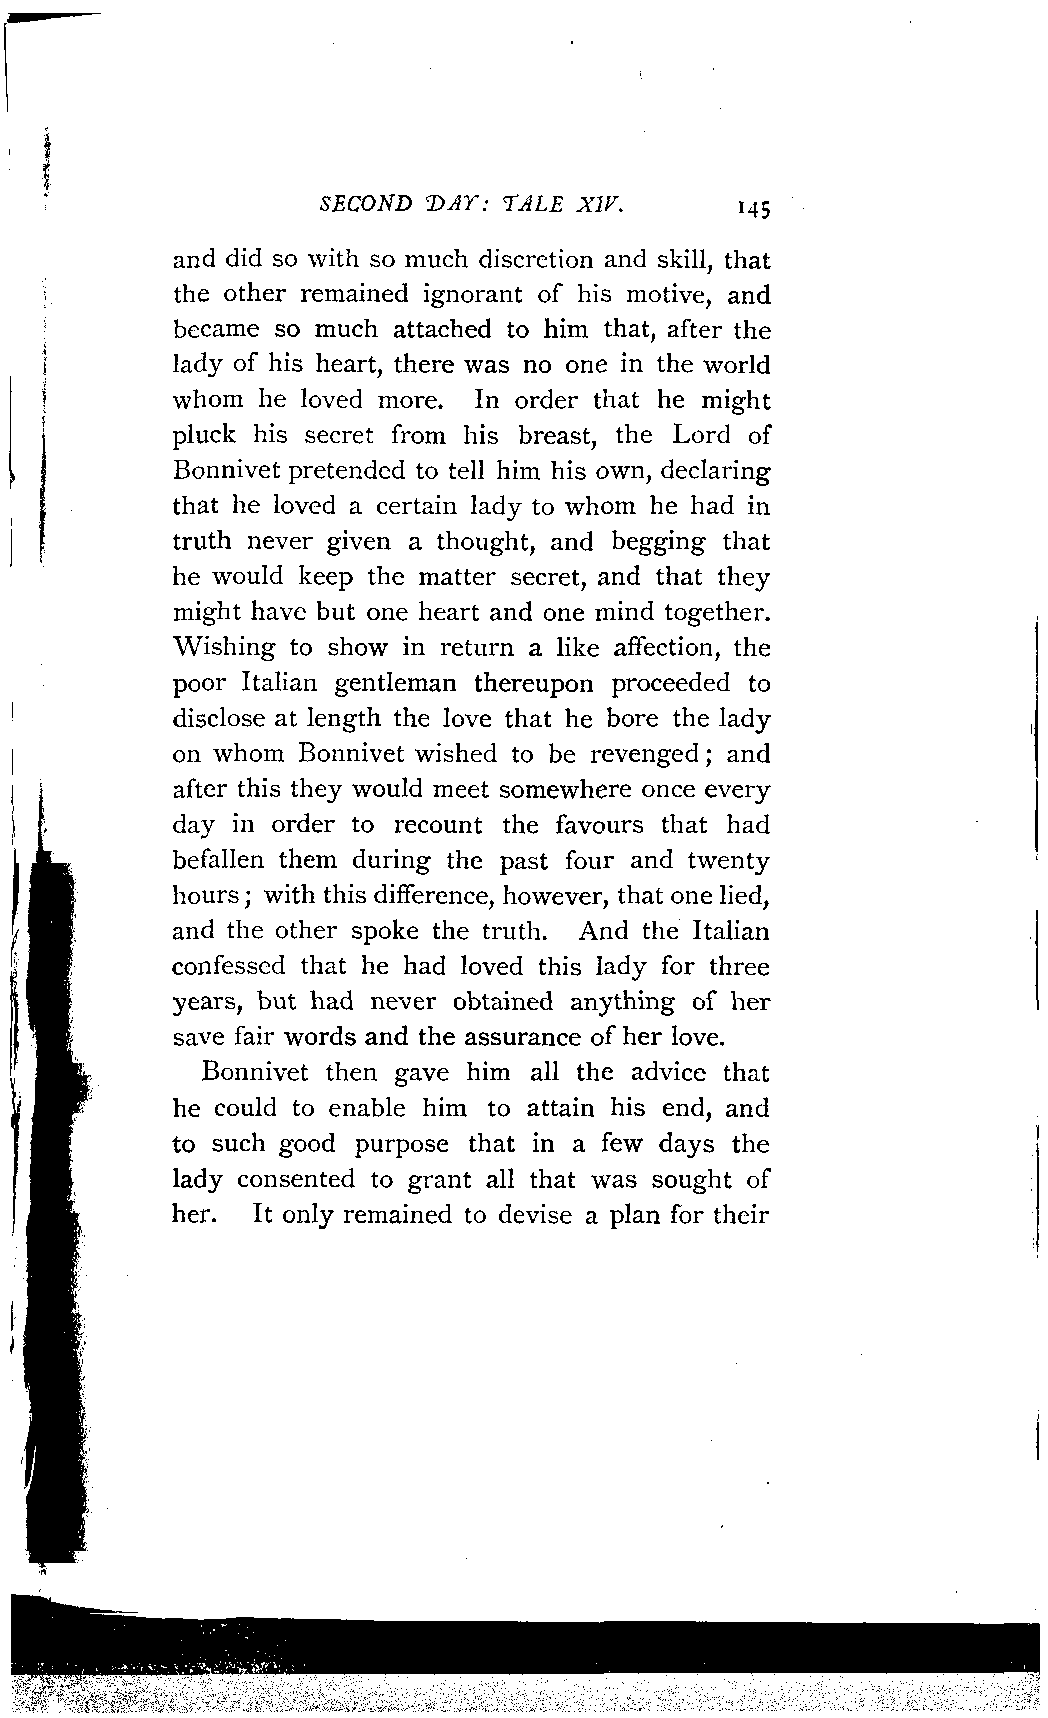 SECOND DAY: TALE XIV. 145
and did so with so much discretion and skill, that
the other remained ignorant of his motive, and
became so much attached to him that, after the
lady of his heart, there was no one in the world
whom he loved more. In order that he might
pluck his secret from his breast, the Lord of
Bonnivet pretended to tell him his own, declaring
that he loved a certain lady to whom he had in
truth never given a thought, and begging that
he would keep the matter secret, and that they
might have but one heart and one mind together.
Wishing to show in return a like affection, the
poor Italian gentleman thereupon proceeded to
disclose at length the love that he bore the lady
on whom Bonnivet wished to be revenged; and
after this they would meet somewhere once every
day in order to recount the favours that had
befallen them during the past four and twenty
hours; with this difference, however, that one lied,
and the other spoke the truth. And the Italian
confessed that he had loved this lady for three
years, but had never obtained anything of her
save fair words and the assurance of her love.
Bonnivet then gave him all the advice that
he could to enable him to attain his end, and
to such good purpose that in a few days the
lady consented to grant all that was sought of
her. It only remained to devise a plan for their